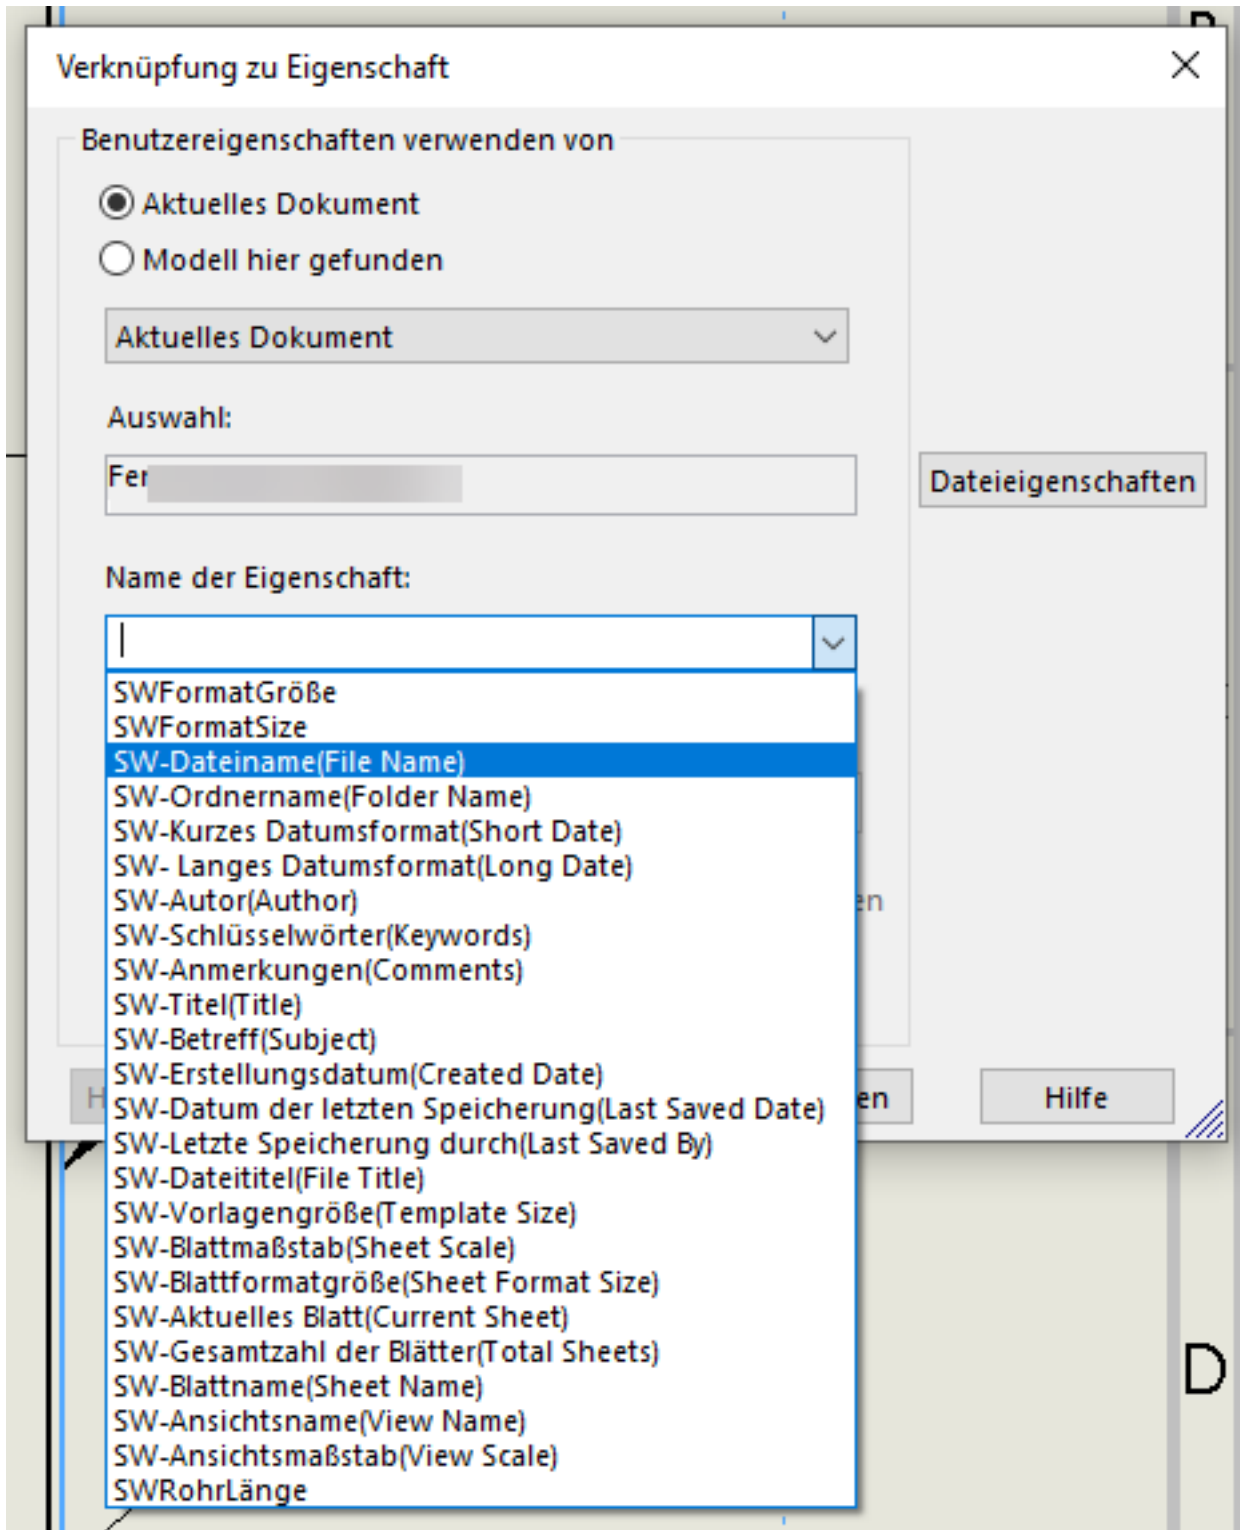 Verknüpfung zu Eigenschaft
Benutzereigenschaften verwenden von
Aktuelles Dokument
Modell hier gefunden
Aktuelles Dokument
Auswahl:
Dateieigenschaften
Name der Eigenschaft:
SWFormatGröße
SWFormatSize
SW-Dateiname(File Name)
SW-Ordnername(Folder Name)
SW-Kurzes Datumsformat(Short Date)
SW- Langes Datumsformat(Long Date)
SW-Autor(Author)
SW-Schlüsselwörter(Keywords)
SW-Anmerkungen(Comments)
SW-Titel(Title)
SW-Betreff(Subject)
SW-Erstellungsdatum(Created Date)
SW-Datum der letzten Speicherung(Last Saved Date)
Hilfe
SW-Letzte Speicherung durch(Last Saved By)
SW-Dateititel(File Title)
SW-Vorlagengröße(Template Size)
SW-Blattmaßstab(Sheet Scale)
SW-Blattformatgröße(Sheet Format Size)
SW-Aktuelles Blatt(Current Sheet)
SW-Gesamtzahl der Blätter(Total Sheets)
SW-Blattname(Sheet Name)
D
SW-Ansichtsname(View Name)
SW-Ansichtsmaßstab(View Scale)
SWRohrLänge